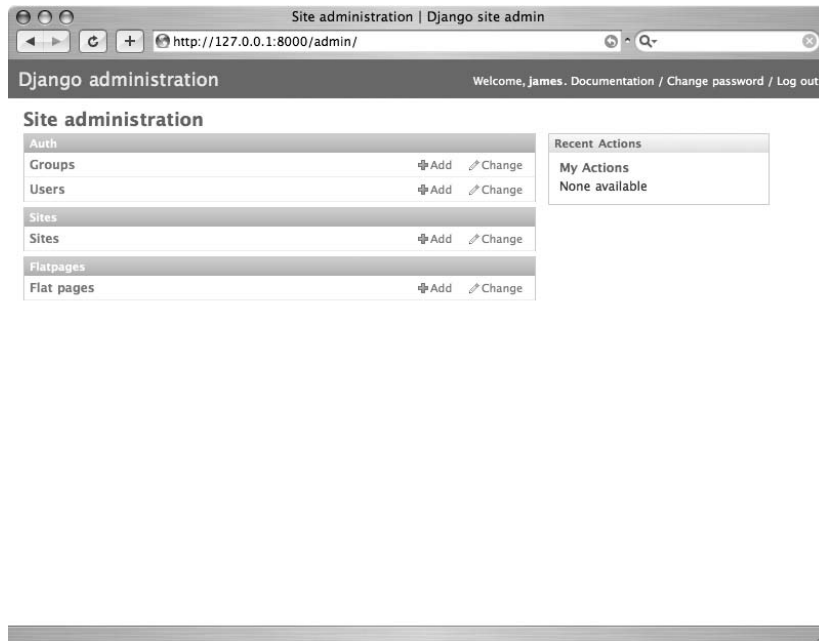 Site administration | Django site admin
http://127.0.0.1:8000/admin/
Django administration
Welcome, james. Documentation / Change password / Log out
Site administration
Auth
Groups Add Change
Users Add Change
Sites
Sites Add Change
Flatpages
Flat pages Add Change
Recent Actions
My Actions
None available